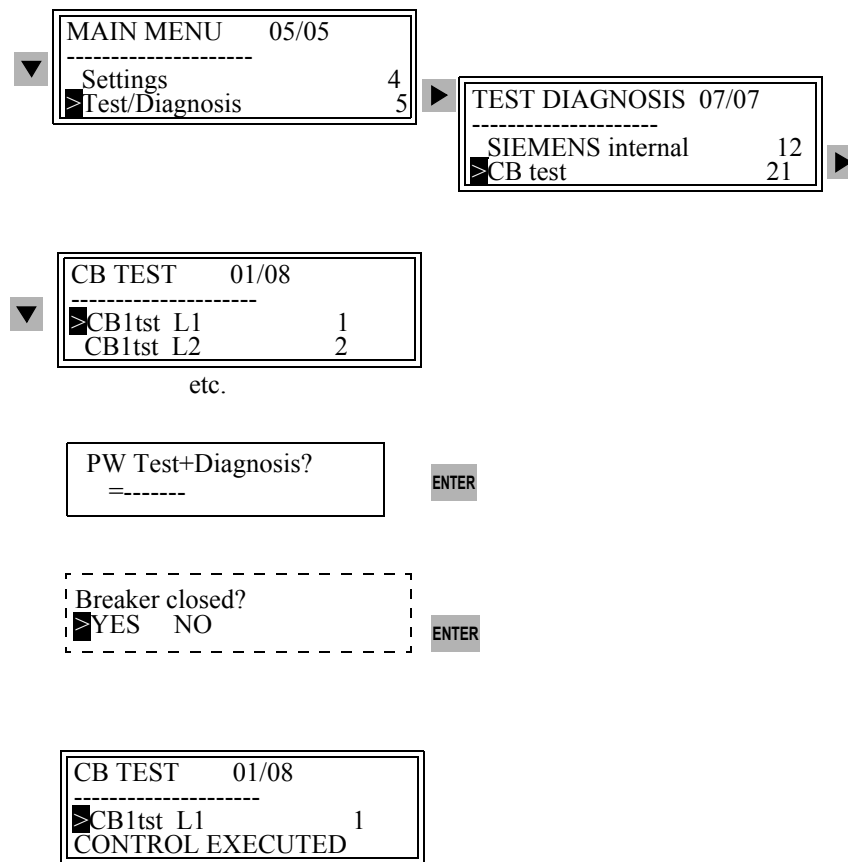 MAIN MENU 05/05
---------------------
Settings 4
>Test/Diagnosis 5
TEST DIAGNOSIS 07/07
---------------------
SIEMENS internal 12
>CB test 21
CB TEST 01/08
---------------------
>CB1tst L1 1
CB1tst L2 2
etc.
PW Test+Diagnosis?
=-------
ENTER
Breaker closed?
>YES NO
ENTER
CB TEST 01/08
---------------------
>CB1tst L1 1
CONTROL EXECUTED